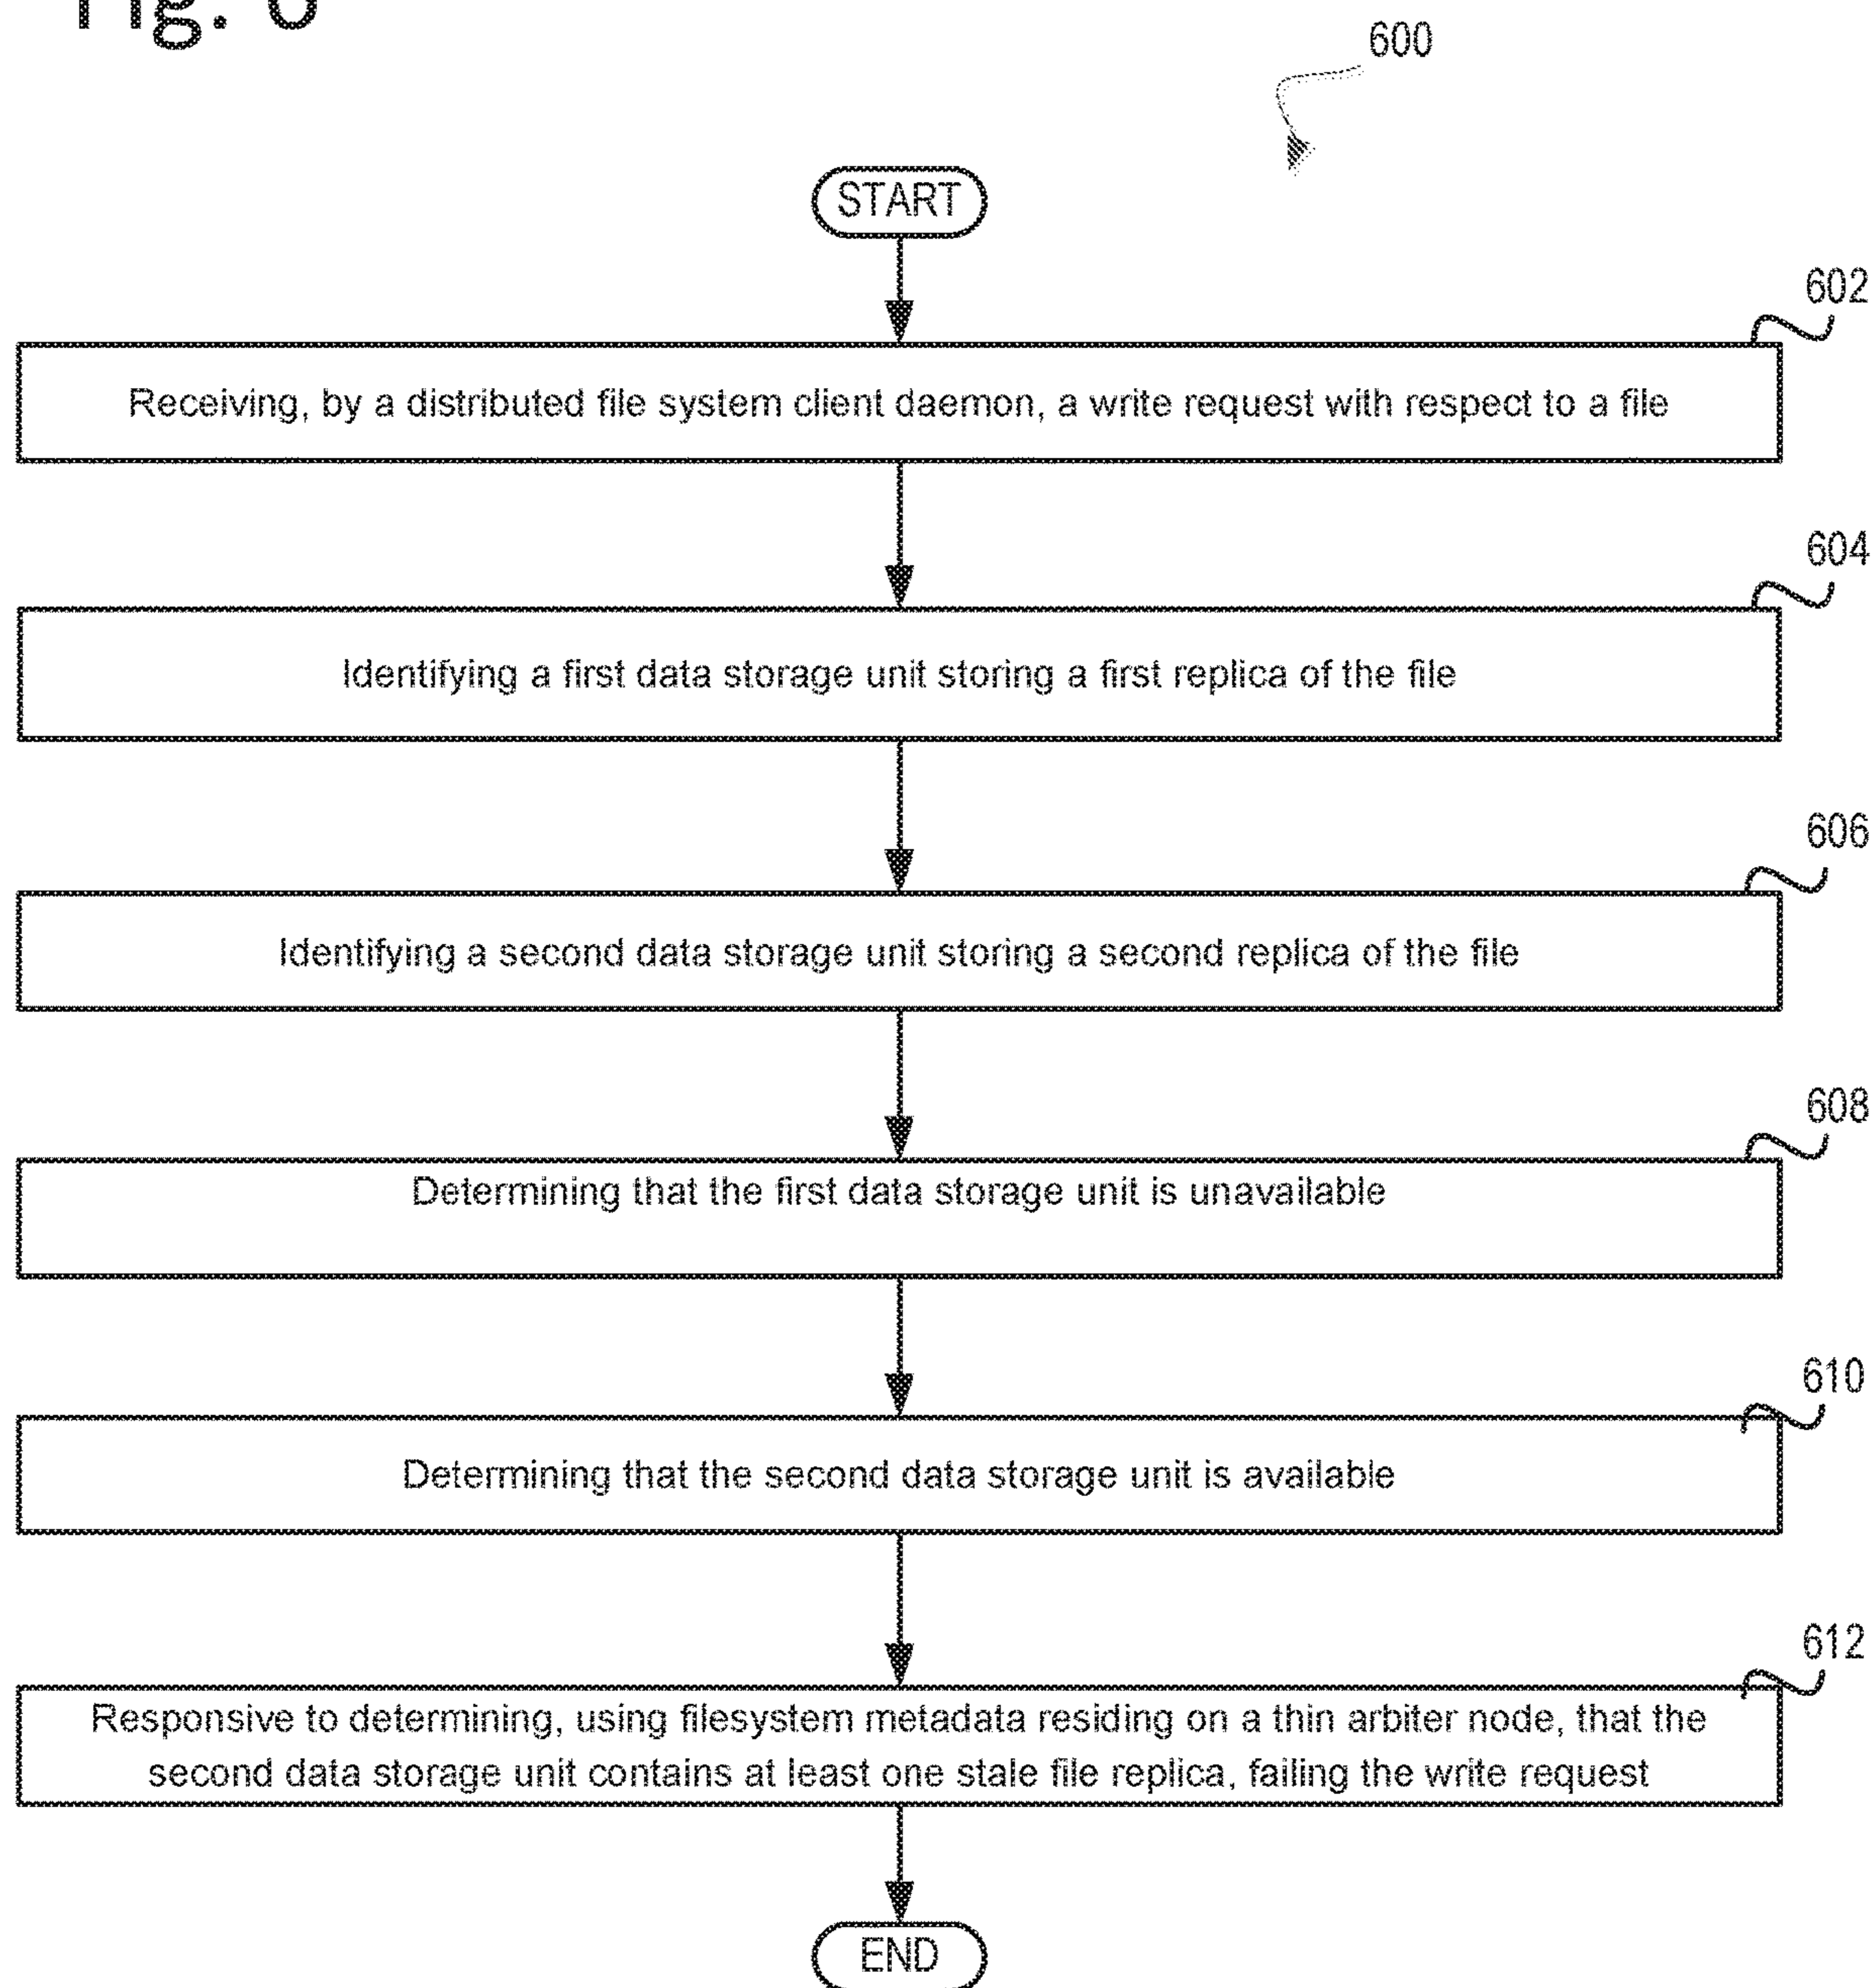 Fig. 6
600
START
602
Receiving, by a distributed file system client daemon, a write request with respect to a file
604
Identifying a first data storage unit storing a first replica of the file
606
Identifying a second data storage unit storing a second replica of the file
608
Determining that the first data storage unit is unavailable
610
Determining that the second data storage unit is available
612
Responsive to determining, using filesystem metadata residing on a thin arbiter node, that the
second data storage unit contains at least one stale file replica, failing the write request
END